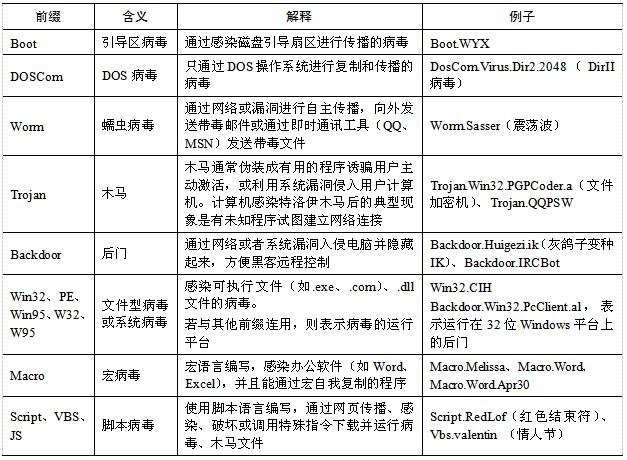 前缀 含义 解释 例子
Boot 引导区病毒 通过感染磁盘引导扇区进行传播的病毒 Boot.WYX
DOSCom DOS 病毒 只通过 DOS 操作系统进行复制和传播的
病毒
DosCom.Virus.Dir2.2048 （ DirII
病毒）
Worm 蠕虫病毒 通过网络或漏洞进行自主传播，向外发
送带毒邮件或通过即时通讯工具（QQ、
MSN）发送带毒文件
Worm.Sasser（震荡波）
Trojan 木马 木马通常伪装成有用的程序诱骗用户主
动激活，或利用系统漏洞侵入用户计算
机。计算机感染特洛伊木马后的典型现
象是有未知程序试图建立网络连接
Trojan.Win32.PGPCoder.a（文件
加密机）、Trojan.QQPSW
Backdoor 后门 通过网络或者系统漏洞入侵电脑并隐藏
起来，方便黑客远程控制
Backdoor.Huigezi.ik（灰鸽子变种
IK）、Backdoor.IRCBot
Win32、PE、
Win95、W32、
W95
文件型病毒
或系统病毒
感染可执行文件（如.exe、.com）、.dll
文件的病毒。
若与其他前缀连用，则表示病毒的运行
平台
Win32.CIH
Backdoor.Win32.PcClient.al，表
示运行在 32 位 Windows 平台上
的后门
Macro 宏病毒 宏语言编写，感染办公软件（如 Word、
Excel），并且能通过宏自我复制的程序
Macro.Melissa、Macro.Word、
Macro.Word.Apr30
Script、VBS、
JS
脚本病毒 使用脚本语言编写，通过网页传播、感
染、破坏或调用特殊指令下载并运行病
毒、木马文件
Script.RedLof（红色结束符）、
Vbs.valentin （情人节）